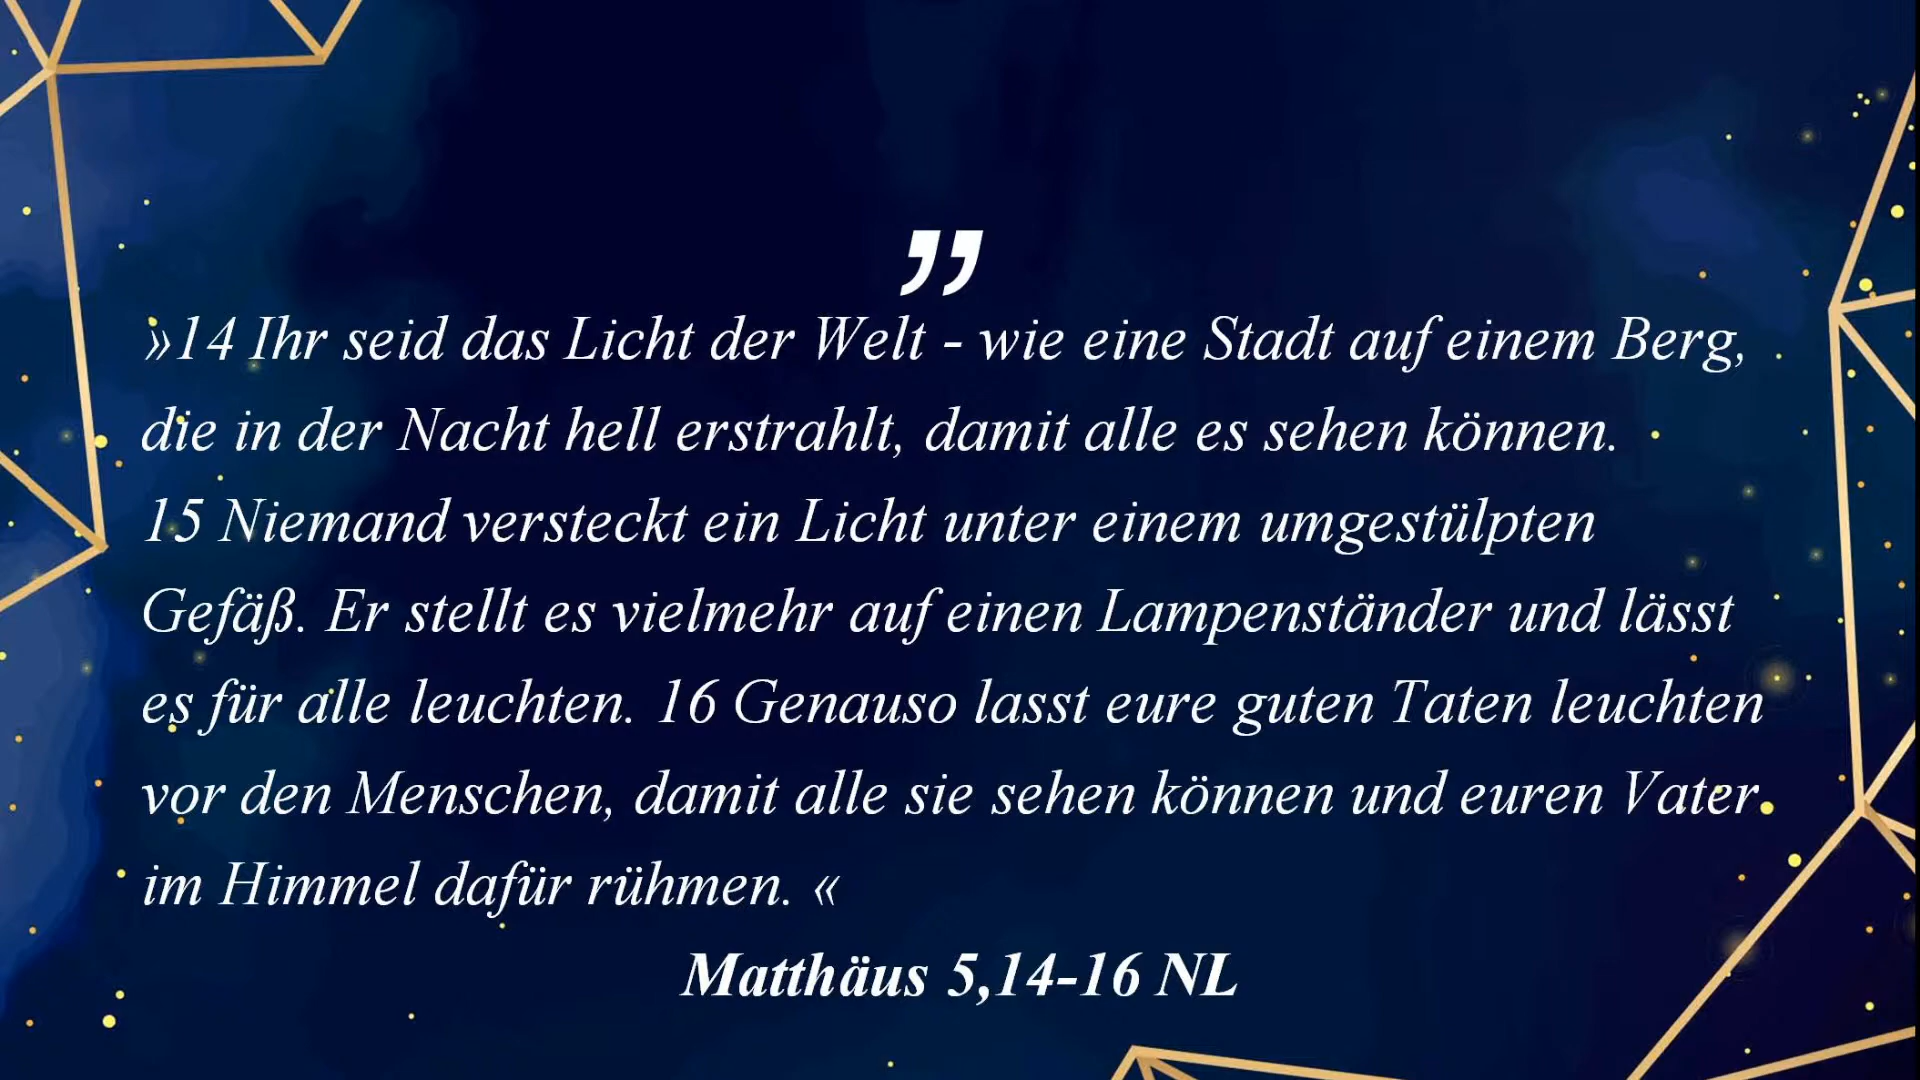 ”
»14 Ihr seid das Licht der Welt - wie eine Stadt auf einem Berg,
die in der Nacht hell erstrahlt, damit alle es sehen können.
15 Niemand versteckt ein Licht unter einem umgestülpten
Gefäß. Er stellt es vielmehr auf einen Lampenständer und lässt
es für alle leuchten. 16 Genauso lasst eure guten Taten leuchten
vor den Menschen, damit alle sie sehen können und euren Vater
im Himmel dafür rühmen. «
Matthäus 5,14-16 NL